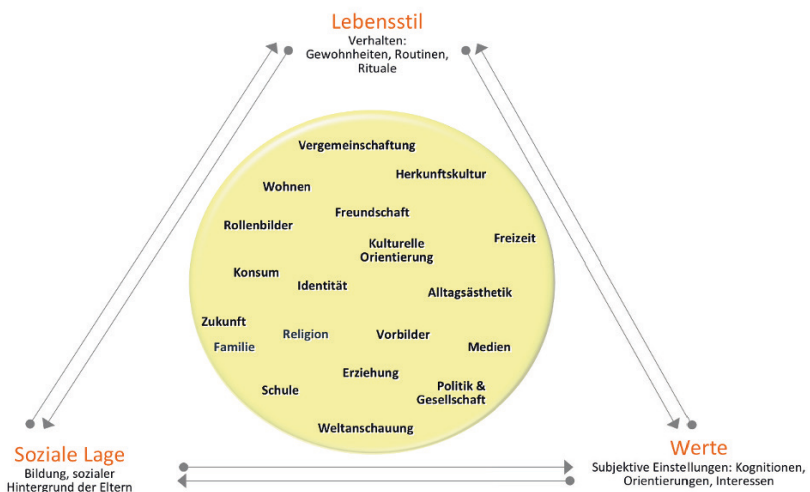 Lebensstil
Verhalten:
Gewohnheiten, Routinen,
Rituale
Vergemeinschaftung
Herkunftskultur
Wohnen
Freundschaft
Rollenbilder
Freizeit
Kulturelle
Orientierung
Konsum
Identität
Alltagsästhetik
Zukunft
Familie
Religion
Vorbilder
Medien
Erziehung
Schule
Politik &
Gesellschaft
Weltanschauung
Soziale Lage
Bildung, sozialer
Hintergrund der Eltern
Werte
Subjektive Einstellungen: Kognitionen,
Orientierungen, Interessen